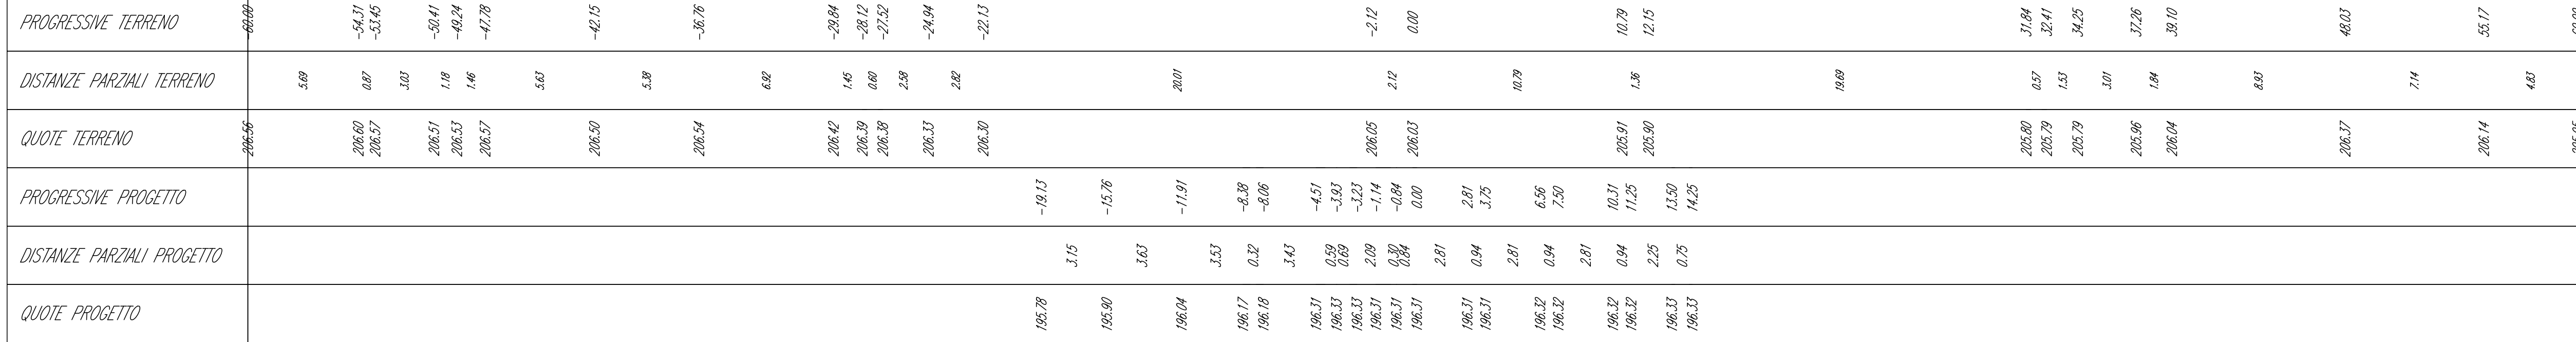 PROGRESSIVE TERRENO -60.00 -54.31 -53.45 -50.41 -49.24 -47.78 -42.15 -36.76 -29.84 -28.12 -27.52 -24.94 -22.13 -2.12 0.00 10.79 12.15 31.84 32.41 34.25 37.26 39.10 48.03 55.17
DISTANZE PARZIALI TERRENO 5.69 0.87 3.03 1.18 1.46 5.63 5.38 6.92 1.45 0.60 2.58 2.82 20.01 2.12 10.79 1.36 19.69 0.57 1.53 3.01 1.84 8.93 7.14 4.83
QUOTE TERRENO 206.56 206.60 206.57 206.51 206.53 206.57 206.50 206.54 206.42 206.39 206.38 206.33 206.30 206.05 206.03 205.91 205.90 205.80 205.79 205.79 205.96 206.04 206.37 206.14
PROGRESSIVE PROGETTO -19.13 -15.76 -11.91 -8.38 -8.06 -4.51 -3.93 -3.23 -1.14 -0.84 0.00 2.81 3.75 6.56 7.50 10.31 11.25 13.50 14.25
DISTANZE PARZIALI PROGETTO 3.15 3.63 3.53 0.32 3.43 0.59 0.69 2.09 0.30 0.84 2.81 0.94 2.81 0.94 2.81 0.94 2.25 0.75
QUOTE PROGETTO 195.78 195.90 196.04 196.17 196.18 196.31 196.33 196.33 196.31 196.31 196.31 196.31 196.31 196.32 196.32 196.32 196.32 196.33 196.33